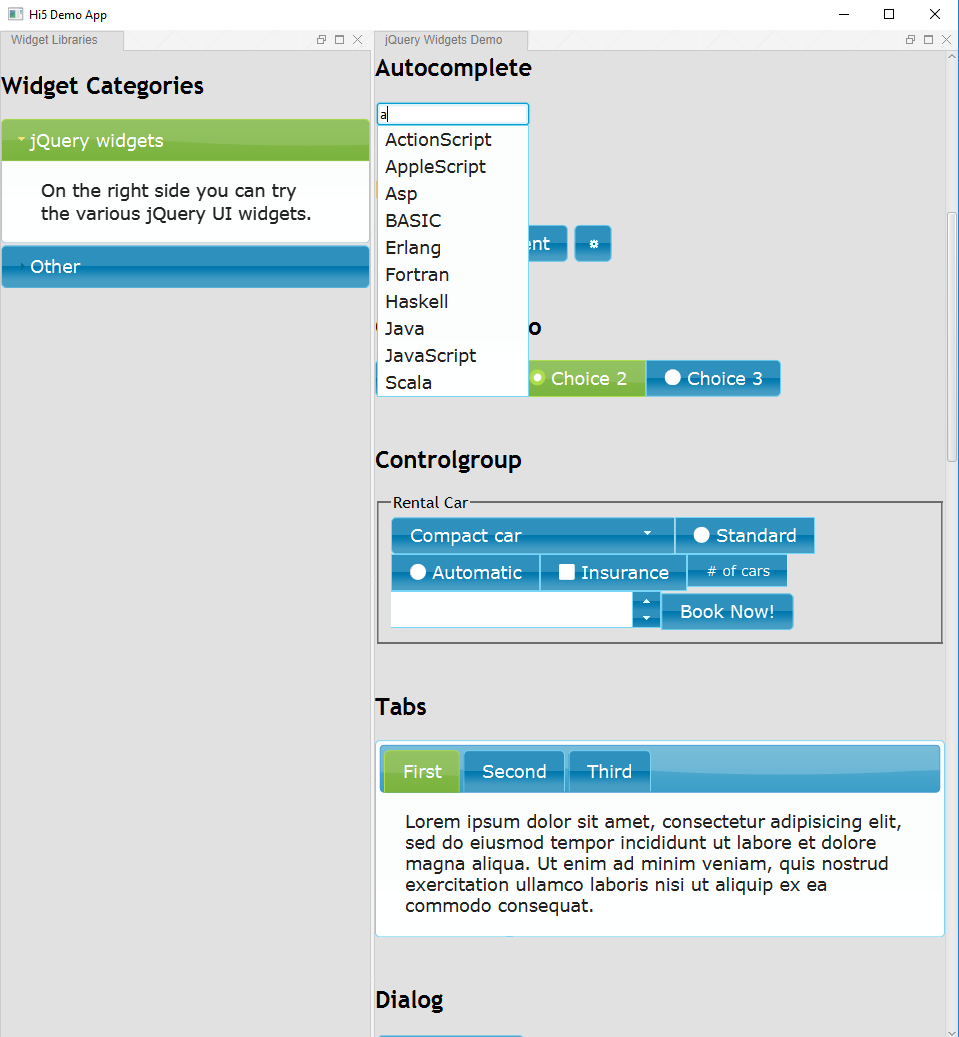 Hi5 Demo App
Widget Libraries
Widget Categories
jQuery widgets
On the right side you can try
the various jQuery UI widgets.
Other
jQuery Widgets Demo
Autocomplete
a
ActionScript
AppleScript
Asp
BASIC
Erlang
Fortran
Haskell
Java
JavaScript
Scala
Choice 2
Choice 3
Controlgroup
Rental Car
Compact car
Standard
Automatic
Insurance
# of cars
Book Now!
Tabs
First
Second
Third
Lorem ipsum dolor sit amet, consectetur adipisicing elit,
sed do eiusmod tempor incididunt ut labore et dolore
magna aliqua. Ut enim ad minim veniam, quis nostrud
exercitation ullamco laboris nisi ut aliquip ex ea
commodo consequat.
Dialog